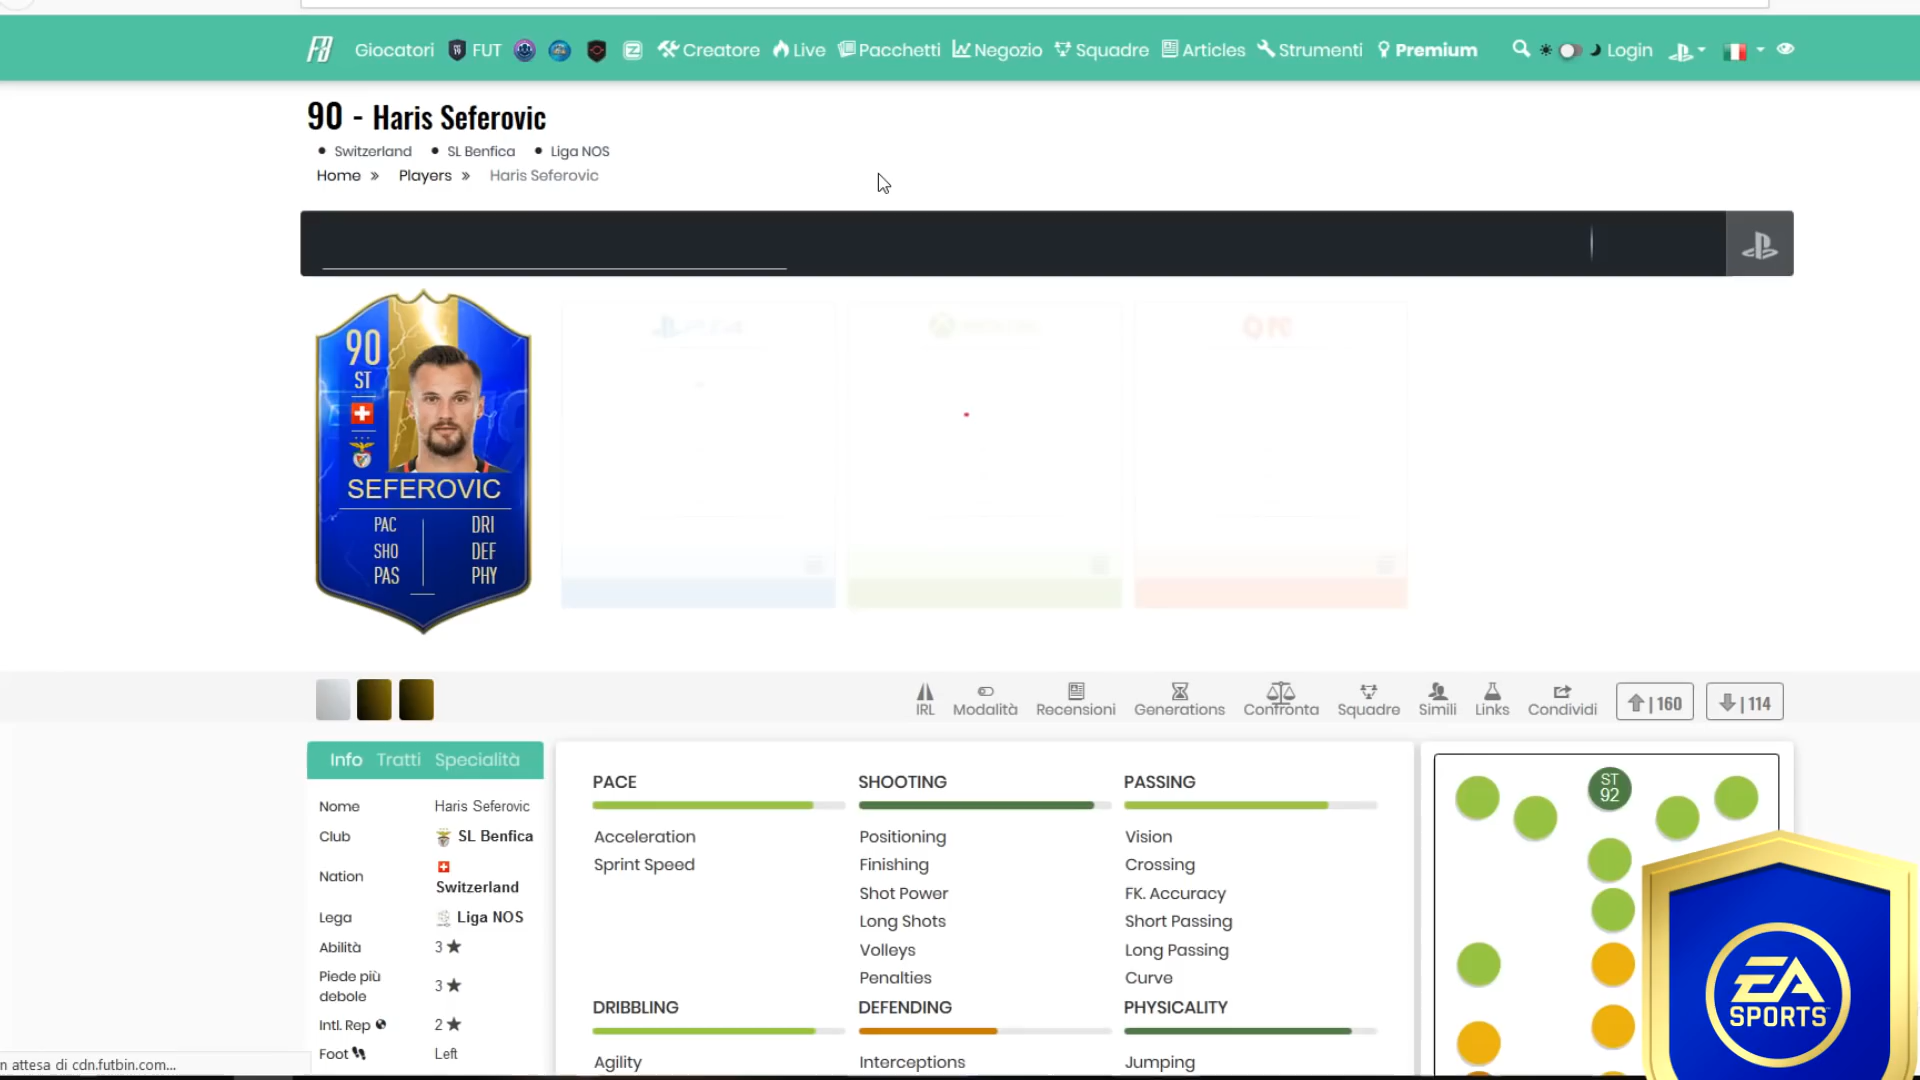 Giocatori FUT Creatore Live Pacchetti Negozio Squadre Articles Strumenti Premium Login
90 - Haris Seferovic
Switzerland SL Benfica Liga NOS
Home » Players » Haris Seferovic
90
ST
SEFEROVIC
PAC DRI
SHO DEF
PAS PHY
PC
IRL Modalità Recensioni Generations Confronta Squadre Simili Links Condividi | 160 | 114
Info Tratti Specialità
Nome Haris Seferovic
Club SL Benfica
Nation Switzerland
Lega Liga NOS
Abilità 3
Piede più debole 3
Intl. Rep 2
Foot Left
PACE
Acceleration
Sprint Speed
SHOOTING
Positioning
Finishing
Shot Power
Long Shots
Volleys
Penalties
PASSING
Vision
Crossing
FK. Accuracy
Short Passing
Long Passing
Curve
DRIBBLING
Agility
DEFENDING
Interceptions
PHYSICALITY
Jumping
ST
92
EA
SPORTS
n attesa di cdn.futbin.com...